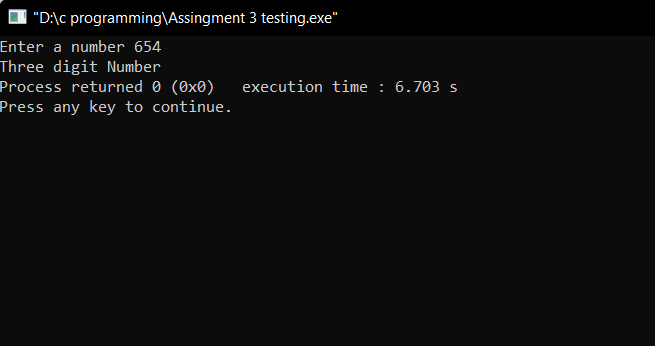 "D:\c programming\Assingment 3 testing.exe"
Enter a number 654
Three digit Number
Process returned 0 (0x0)   execution time : 6.703 s
Press any key to continue.